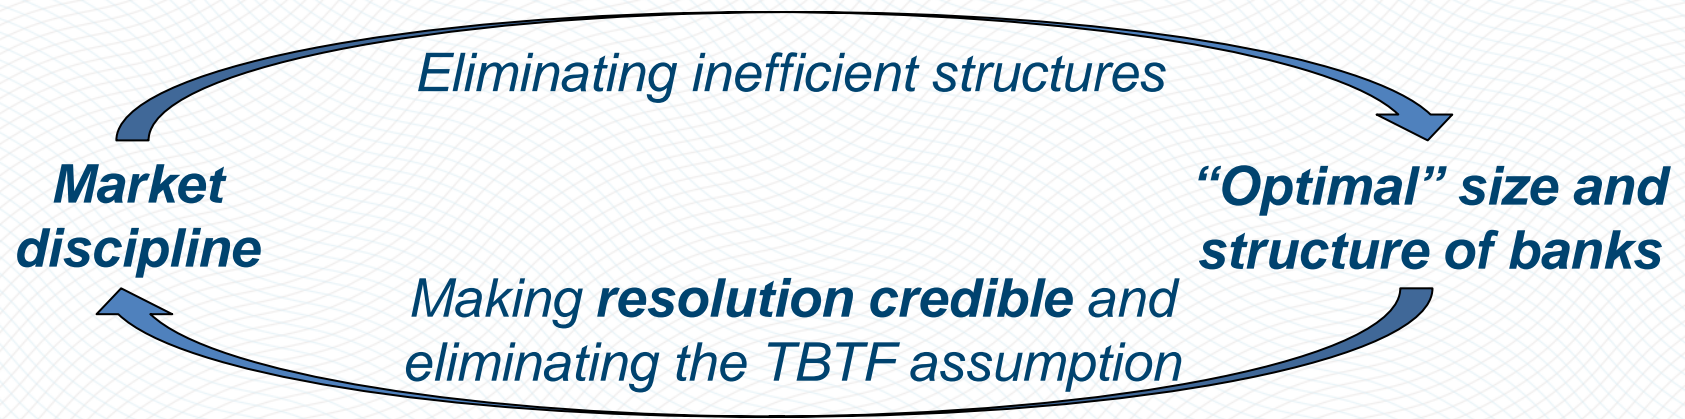 Eliminating inefficient structures
Market
discipline
“Optimal” size and
structure of banks
Making resolution credible and
eliminating the TBTF assumption